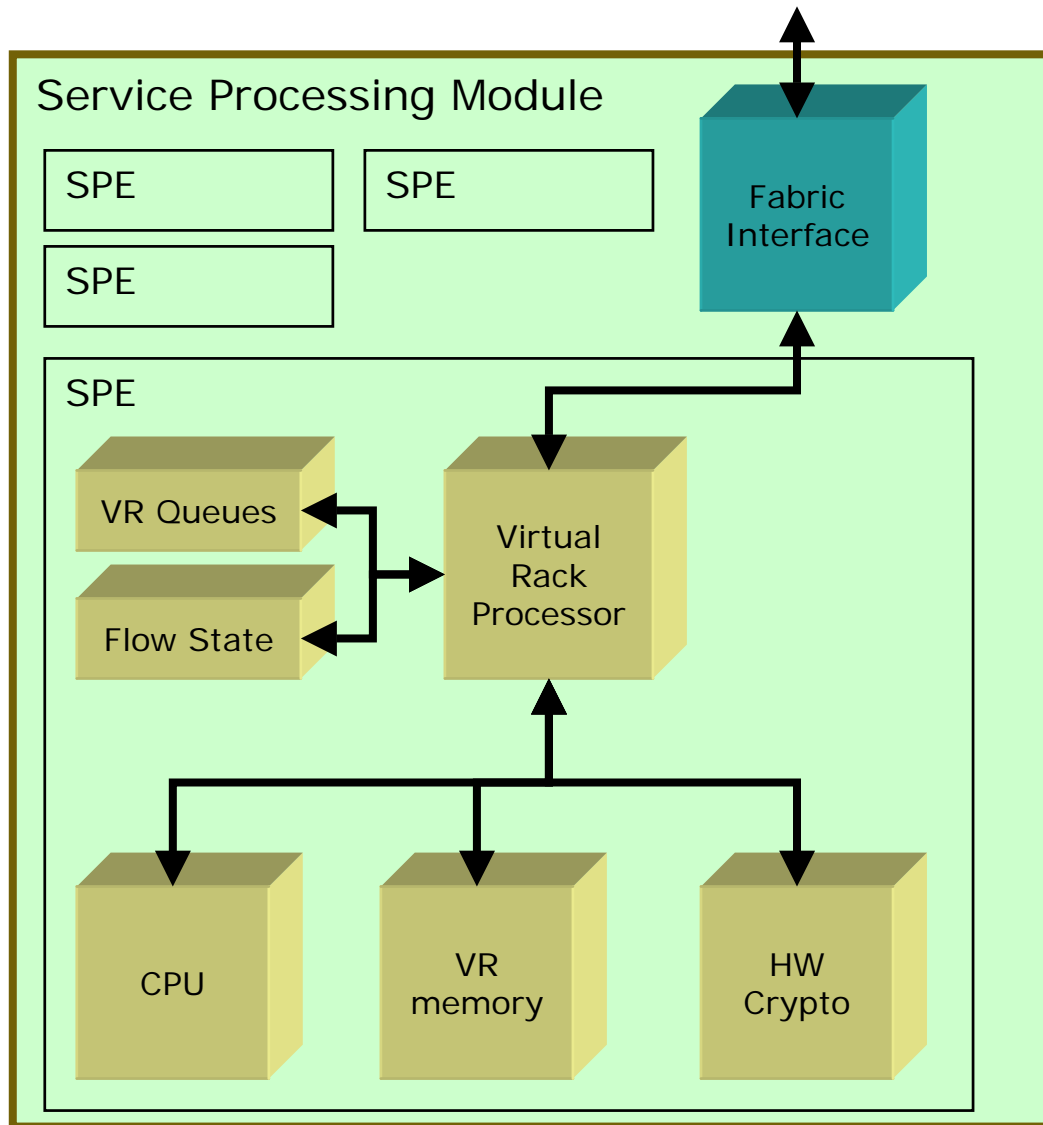 Service Processing Module
SPE
SPE
SPE
Fabric
Interface
SPE
VR Queues
Flow State
Virtual
Rack
Processor
CPU
VR
memory
HW
Crypto